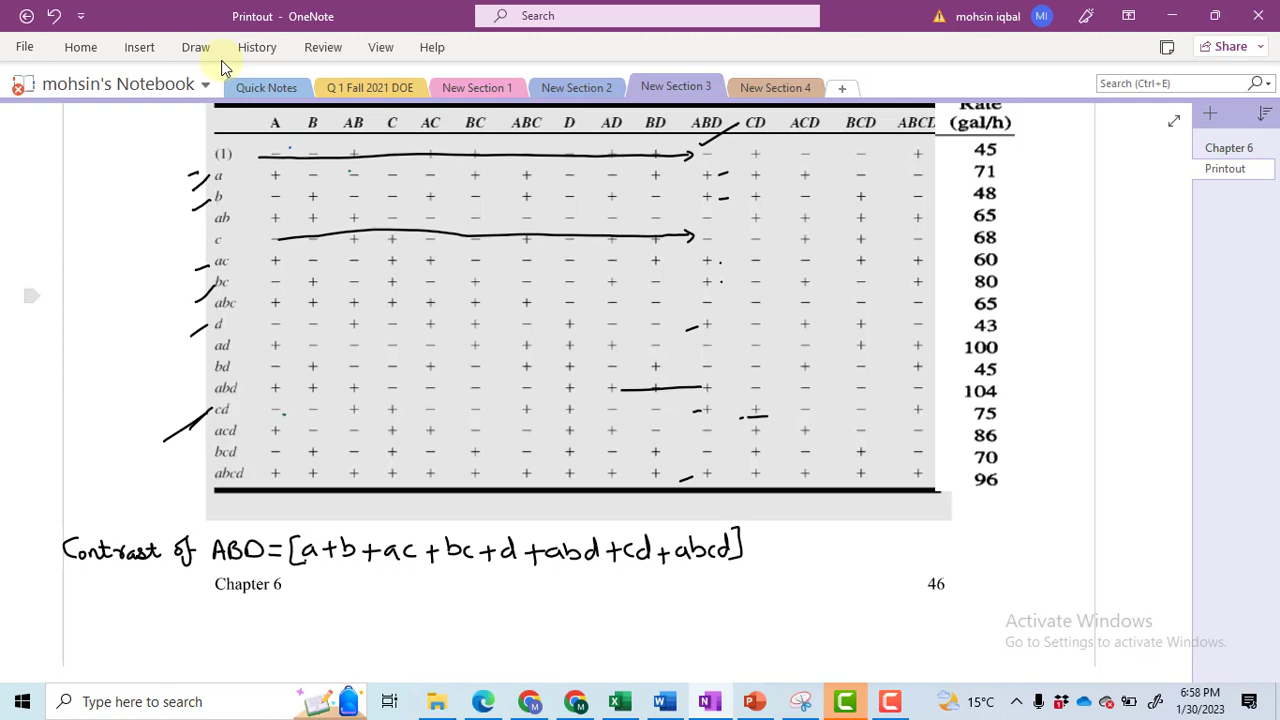 Printout - OneNote
Search
mohsin iqbal MI
File Home Insert Draw History Review View Help Share
mohsin's Notebook Quick Notes Q 1 Fall 2021 DOE New Section 1 New Section 2 New Section 3 New Section 4 Search (Ctrl+E)
Rate
A B AB C AC BC ABC D AD BD ABD CD ACD BCD ABCD (gal/h)
(1) − − + − + + − − + + − + − − + 45
a + − − − − + + − − + + + + − − 71
b − + − − + − + − + − + + − + − 48
ab + + + − − − − − − − − + + + + 65
c − − + + − − + − + + − − + + − 68
ac + − − + + − − − − + + − − + + 60
bc − + − + − + − − + − + − + − + 80
abc + + + + + + + − − − − − − − − 65
d − − + − + + − + − − + − + + − 43
ad + − − − − + + + + − − − − + + 100
bd − + − − + − + + − + − − + − + 45
abd + + + − − − − + + + + − − − − 104
cd − − + + − − + + − − + + − − + 75
acd + − − + + − − + + − − + + − − 86
bcd − + − + − + − + − + − + − + − 70
abcd + + + + + + + + + + + + + + + 96
Contrast of ABD = [a+b+ac+bc+d+abd+cd+abcd]
Chapter 6 46
Chapter 6
Printout
Activate Windows
Go to Settings to activate Windows.
Type here to search
15°C
6:58 PM
1/30/2023